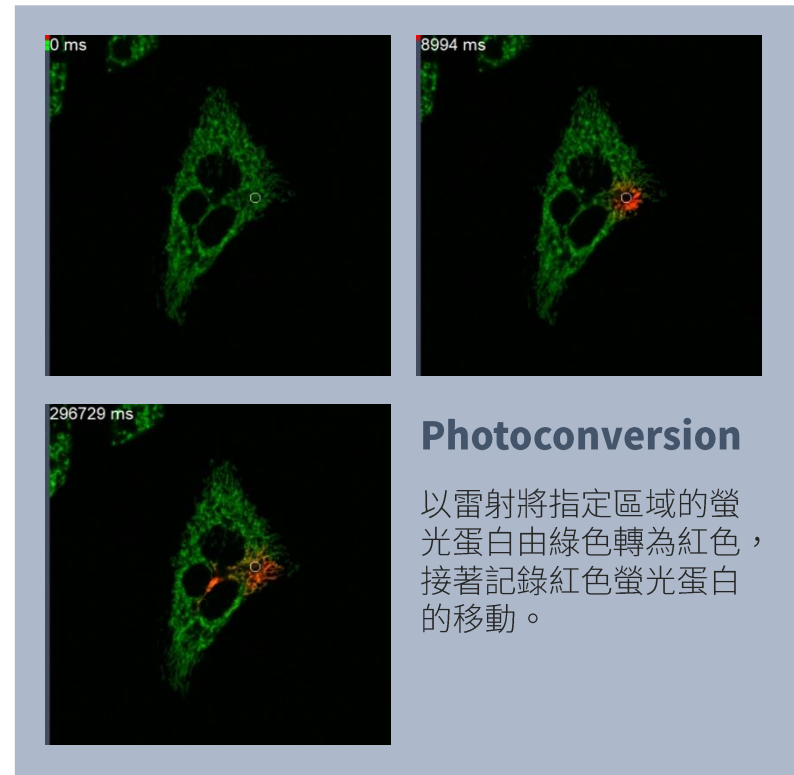 0 ms
8994 ms
296729 ms
Photoconversion
以雷射將指定區域的螢
光蛋白由綠色轉為紅色，
接著記錄紅色螢光蛋白
的移動。